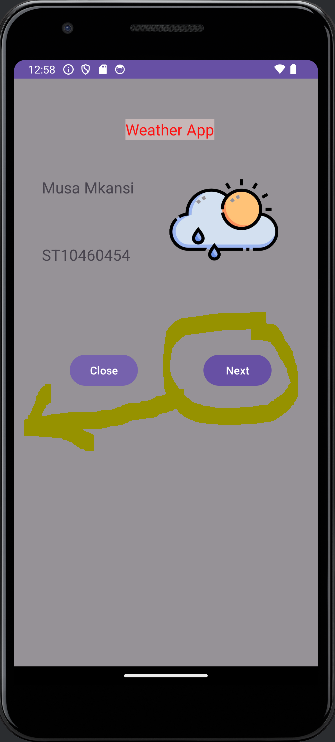 12:58
Weather App
Musa Mkansi
ST10460454
Close
Next